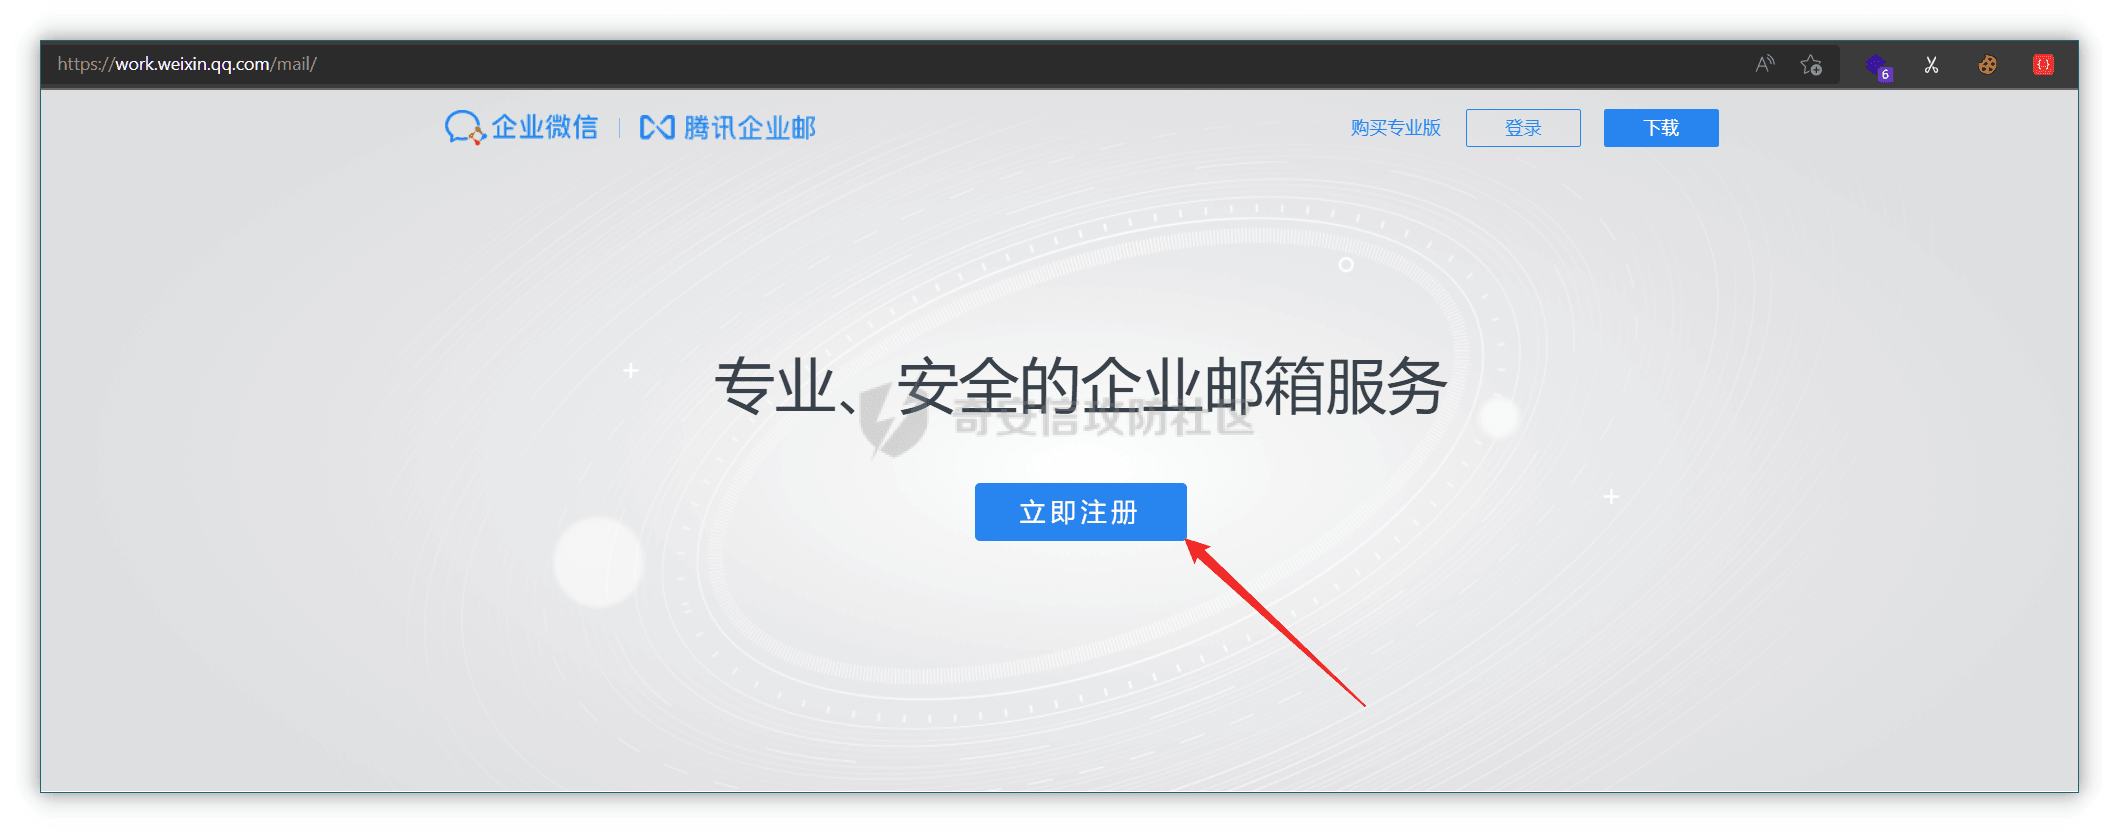 https://work.weixin.qq.com/mail/
6
企业微信 | 腾讯企业邮
购买专业版
登录
下载
专业、安全的企业邮箱服务
奇安信攻防社区
立即注册